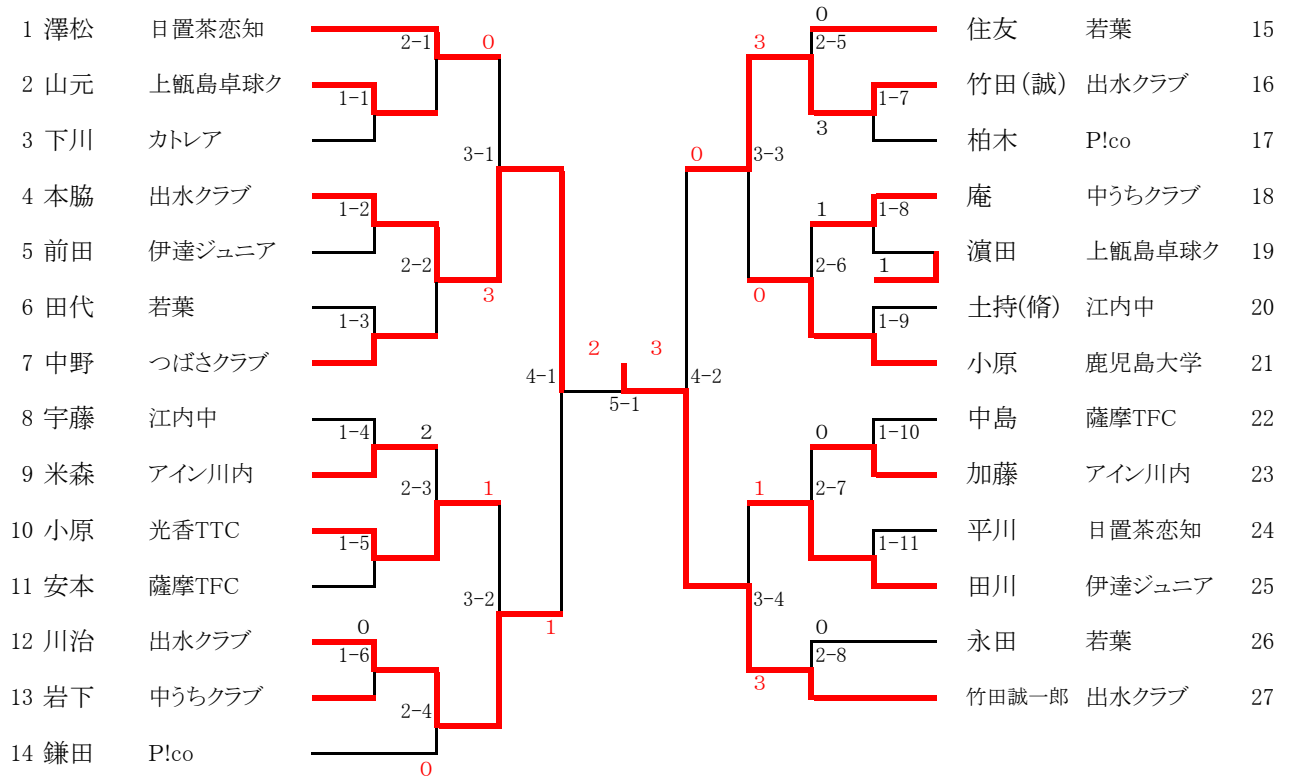 1 澤松 日置茶恋知
2 山元 上甑島卓球ク
3 下川 カトレア
4 本脇 出水クラブ
5 前田 伊達ジュニア
6 田代 若葉
7 中野 つばさクラブ
8 宇藤 江内中
9 米森 アイン川内
10 小原 光香TTC
11 安本 薩摩TFC
12 川治 出水クラブ
13 岩下 中うちクラブ
14 鎌田 P!co
2-1
0
1-1
3-1
1-2
2-2
3
1-3
4-1
2
1-4
2
2-3
1
1-5
3-2
1
0
1-6
2-4
0
5-1
3
0
2-5
3
1-7
3
3-3
0
1
1-8
2-6
1
0
1-9
4-2
0
1-10
2-7
1
1-11
3-4
0
2-8
3
住友 若葉 15
竹田(誠) 出水クラブ 16
柏木 P!co 17
庵 中うちクラブ 18
濵田 上甑島卓球ク 19
土持(脩) 江内中 20
小原 鹿児島大学 21
中島 薩摩TFC 22
加藤 アイン川内 23
平川 日置茶恋知 24
田川 伊達ジュニア 25
永田 若葉 26
竹田誠一郎 出水クラブ 27